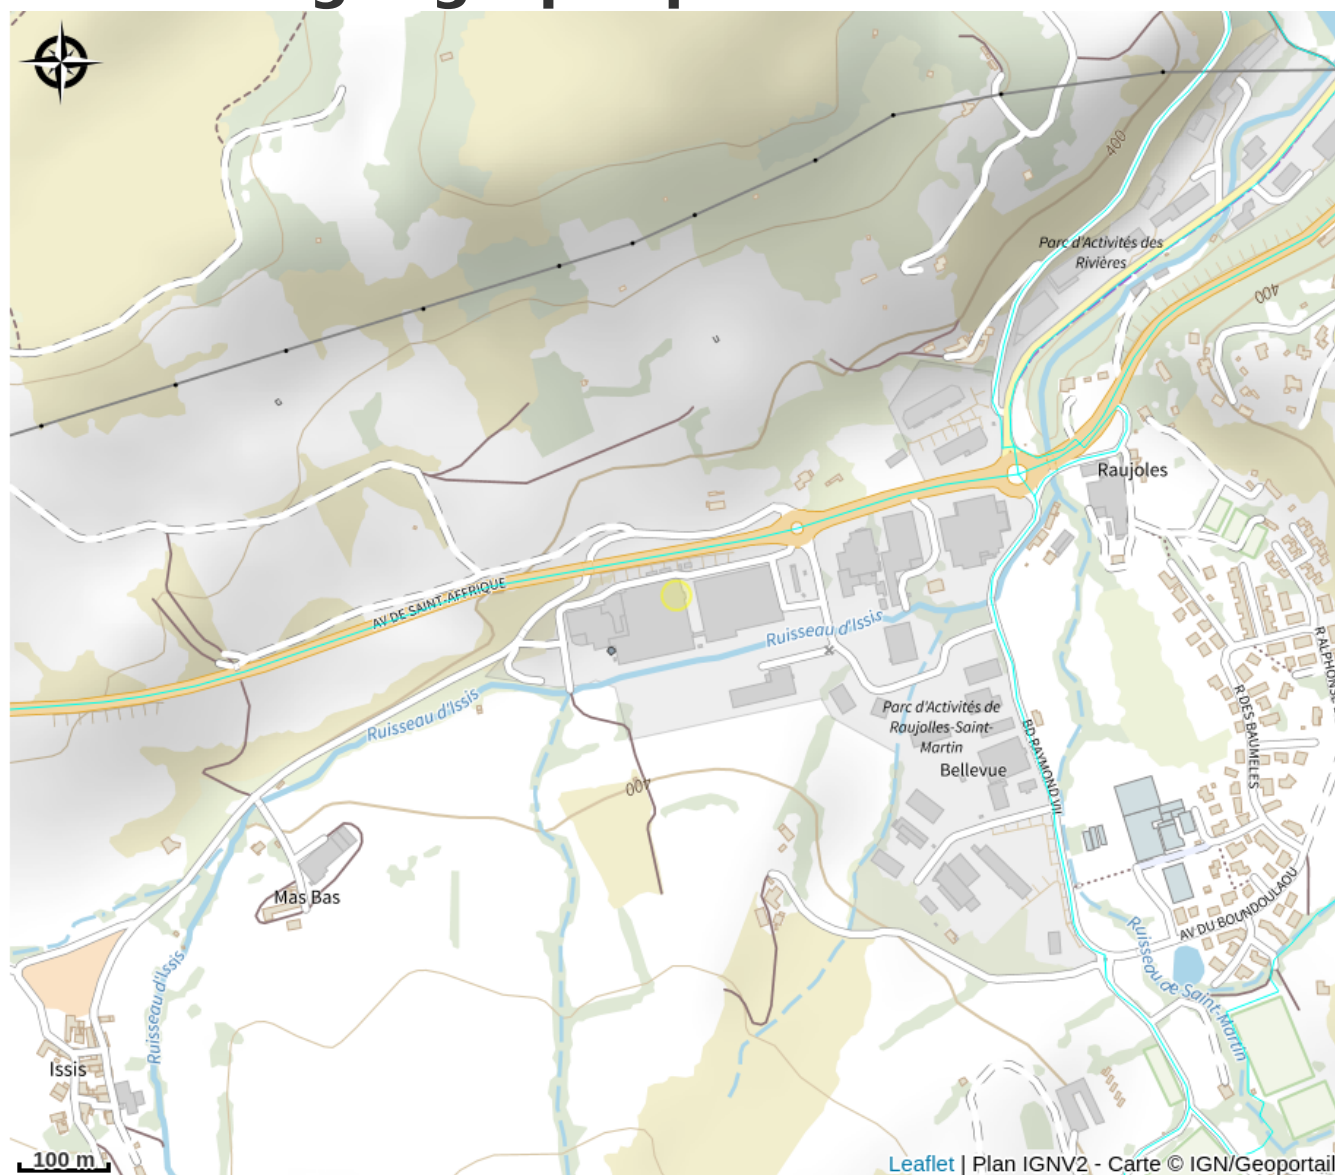 400
Parc d'Activités des
Rivières
400
Raujoles
AV DE SAINT-AFFRIQUE
Ruisseau d'Issis
Ruisseau d'Issis
Parc d'Activités de
Raujolles-Saint-
Martin
Bellevue
BD RAYMOND VII
R DES BAUMELES
R ALPHONSE
400
Mas Bas
AV DU BOUNDOULAOU
Ruisseau de Saint-Martin
Ruisseau d'Issis
Issis
100 m
Leaflet | Plan IGNV2 - Carte © IGN/Geoportail